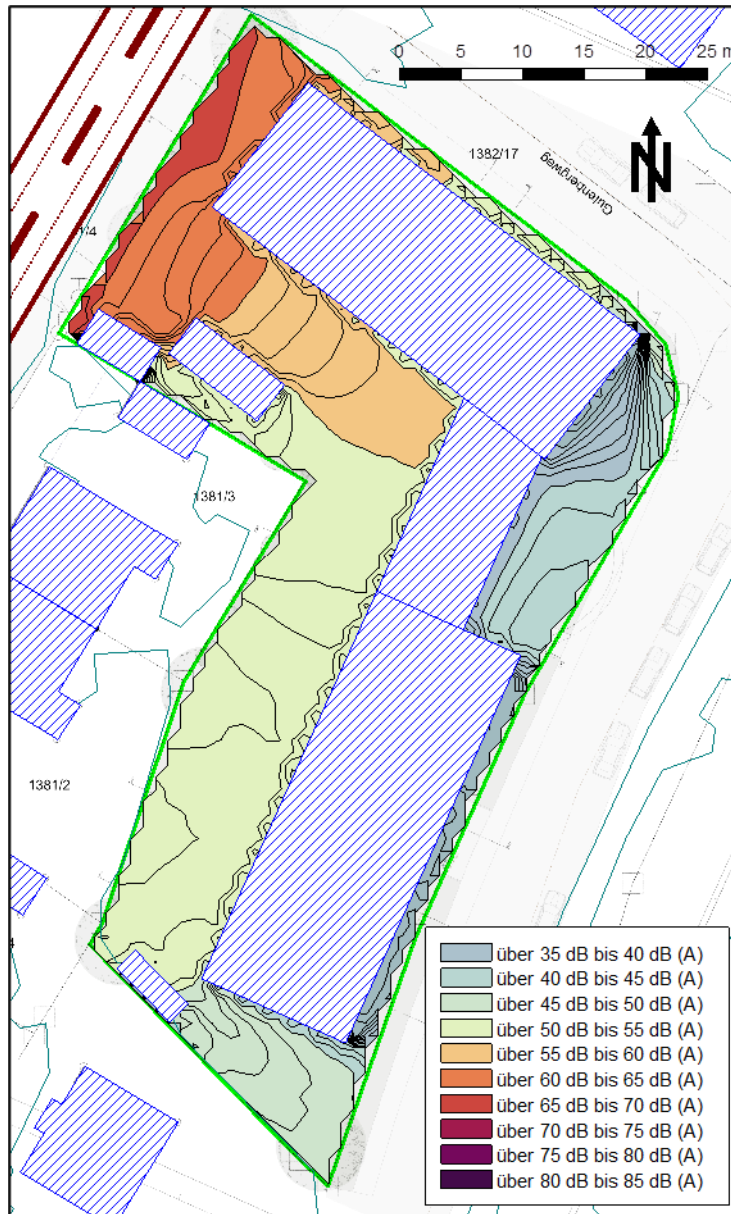 0 5 10 15 20 25 m
1382/17
Gutenbergweg
N
1/4
1381/3
1381/2
4
über 35 dB bis 40 dB (A)
über 40 dB bis 45 dB (A)
über 45 dB bis 50 dB (A)
über 50 dB bis 55 dB (A)
über 55 dB bis 60 dB (A)
über 60 dB bis 65 dB (A)
über 65 dB bis 70 dB (A)
über 70 dB bis 75 dB (A)
über 75 dB bis 80 dB (A)
über 80 dB bis 85 dB (A)